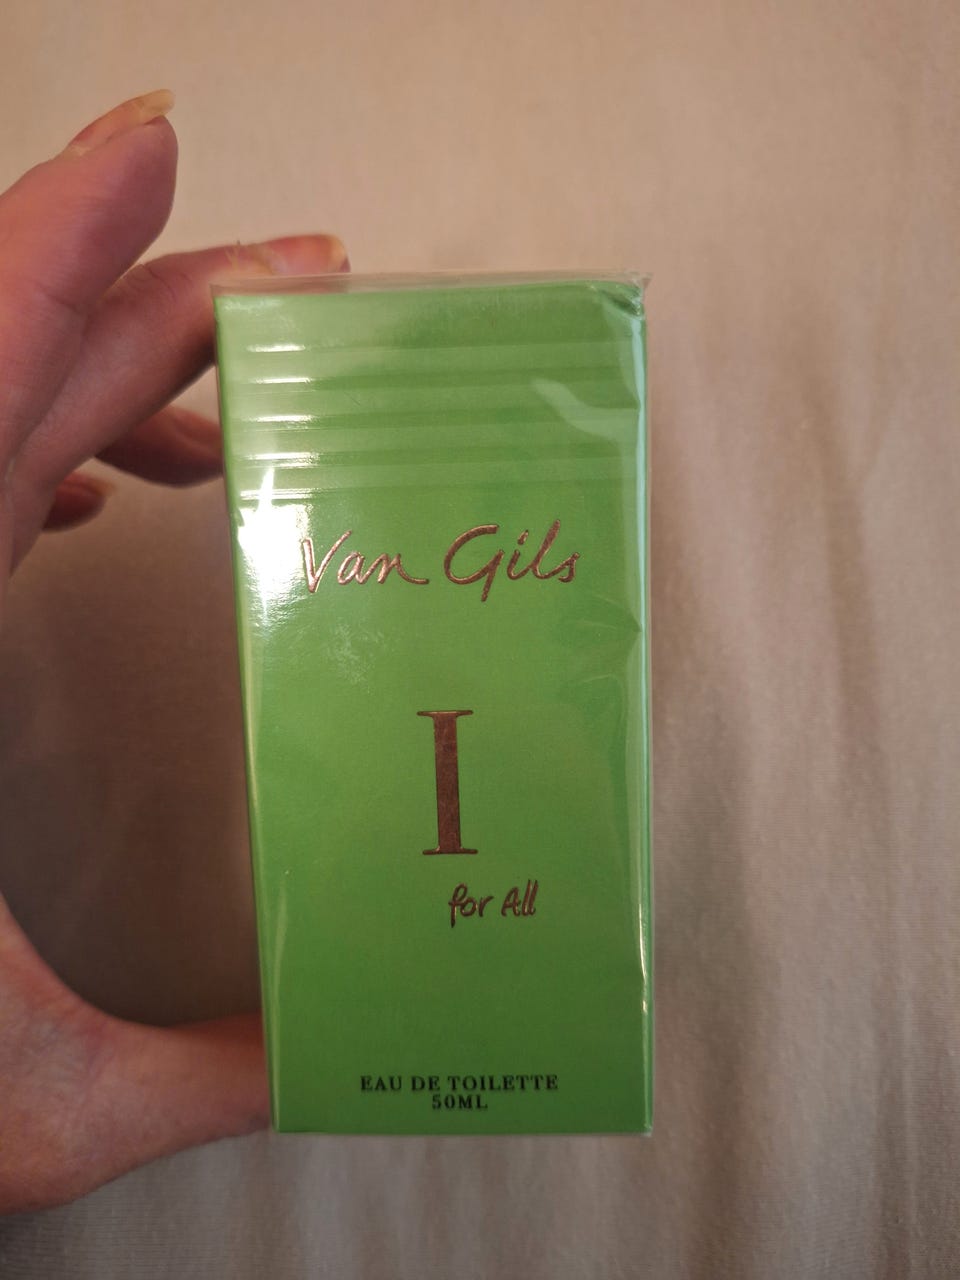 Van Gils
I
for All
EAU DE TOILETTE
50ML